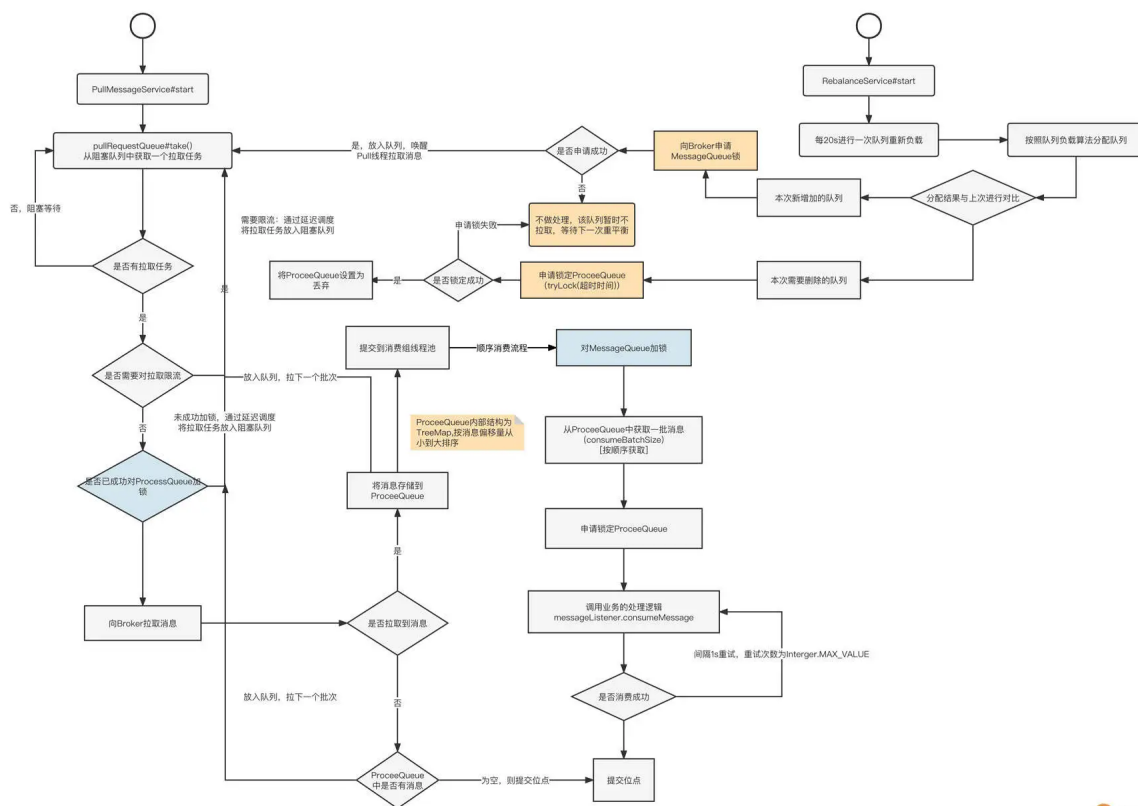 PullMessageService#start
RebalanceService#start
pullRequestQueue#take()
从阻塞队列中获取一个拉取任务
是，放入队列，唤醒
Pull线程拉取消息
是否申请成功
向Broker申请
MessageQueue锁
每20s进行一次队列重新负载
按照队列负载算法分配队列
否，阻塞等待
否
本次新增加的队列
分配结果与上次进行对比
需要限流：通过延迟调度
将拉取任务放入阻塞队列
申请锁失败
不做处理，该队列暂时不
拉取，等待下一次重平衡
是否有拉取任务
是
将ProceeQueue设置为
丢弃
是
是否锁定成功
申请锁定ProceeQueue
(tryLock(超时时间))
本次需要删除的队列
是
提交到消费组线程池
顺序消费流程
对MessageQueue加锁
是否需要对拉取限流
放入队列，拉下一个批次
否
未成功加锁，通过延迟调度
将拉取任务放入阻塞队列
ProceeQueue内部结构为
TreeMap,按消息偏移量从
小到大排序
从ProceeQueue中获取一批消息
(consumeBatchSize)
[按顺序获取]
是否已成功对ProcessQueue加
锁
将消息存储到
ProceeQueue
申请锁定ProceeQueue
是
向Broker拉取消息
是否拉取到消息
调用业务的处理逻辑
messageListener.consumeMessage
间隔1s重试，重试次数为Interger.MAX_VALUE
放入队列，拉下一个批次
否
是否消费成功
ProceeQueue
中是否有消息
为空，则提交位点
提交位点